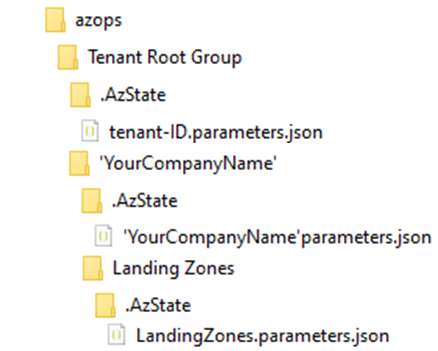 azops
Tenant Root Group
.AzState
tenant-ID.parameters.json
'YourCompanyName'
.AzState
'YourCompanyName'parameters.json
Landing Zones
.AzState
LandingZones.parameters.json